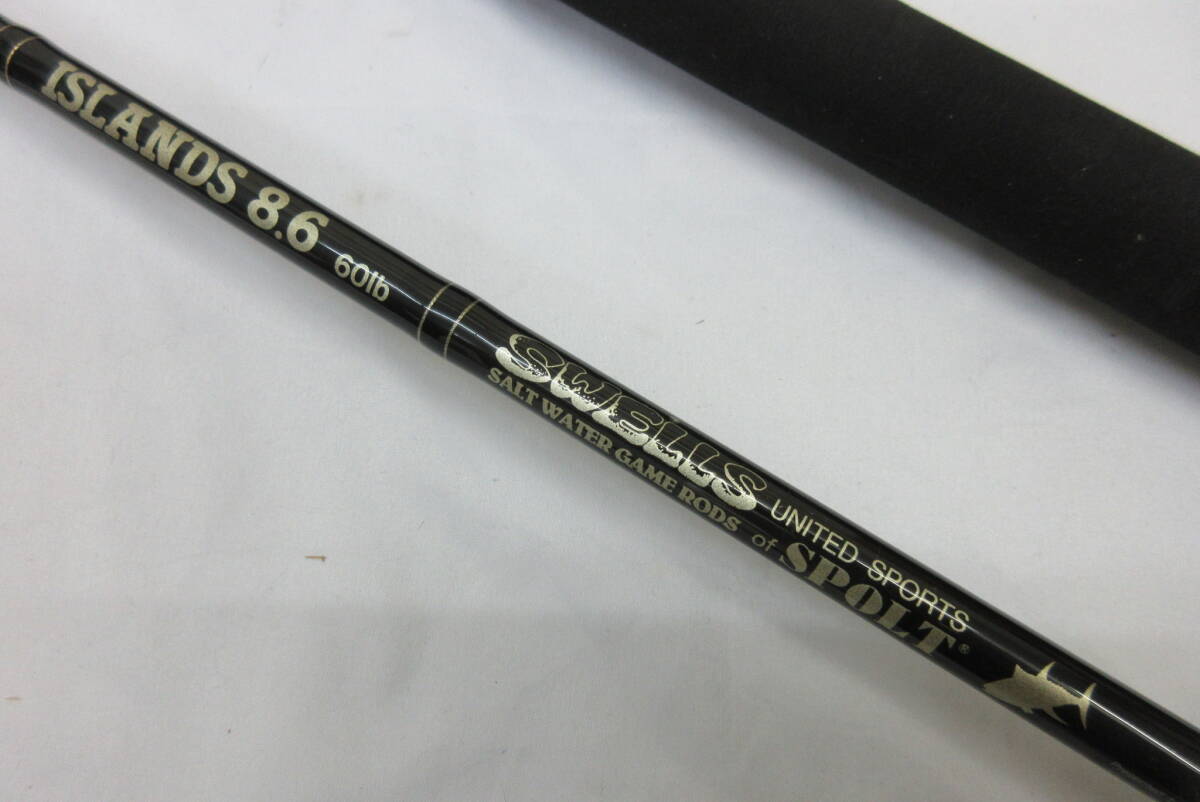 ISLANDS 8.6 60lb
SWELLS UNITED SPORTS
SALT WATER GAME RODS of SPOLT®